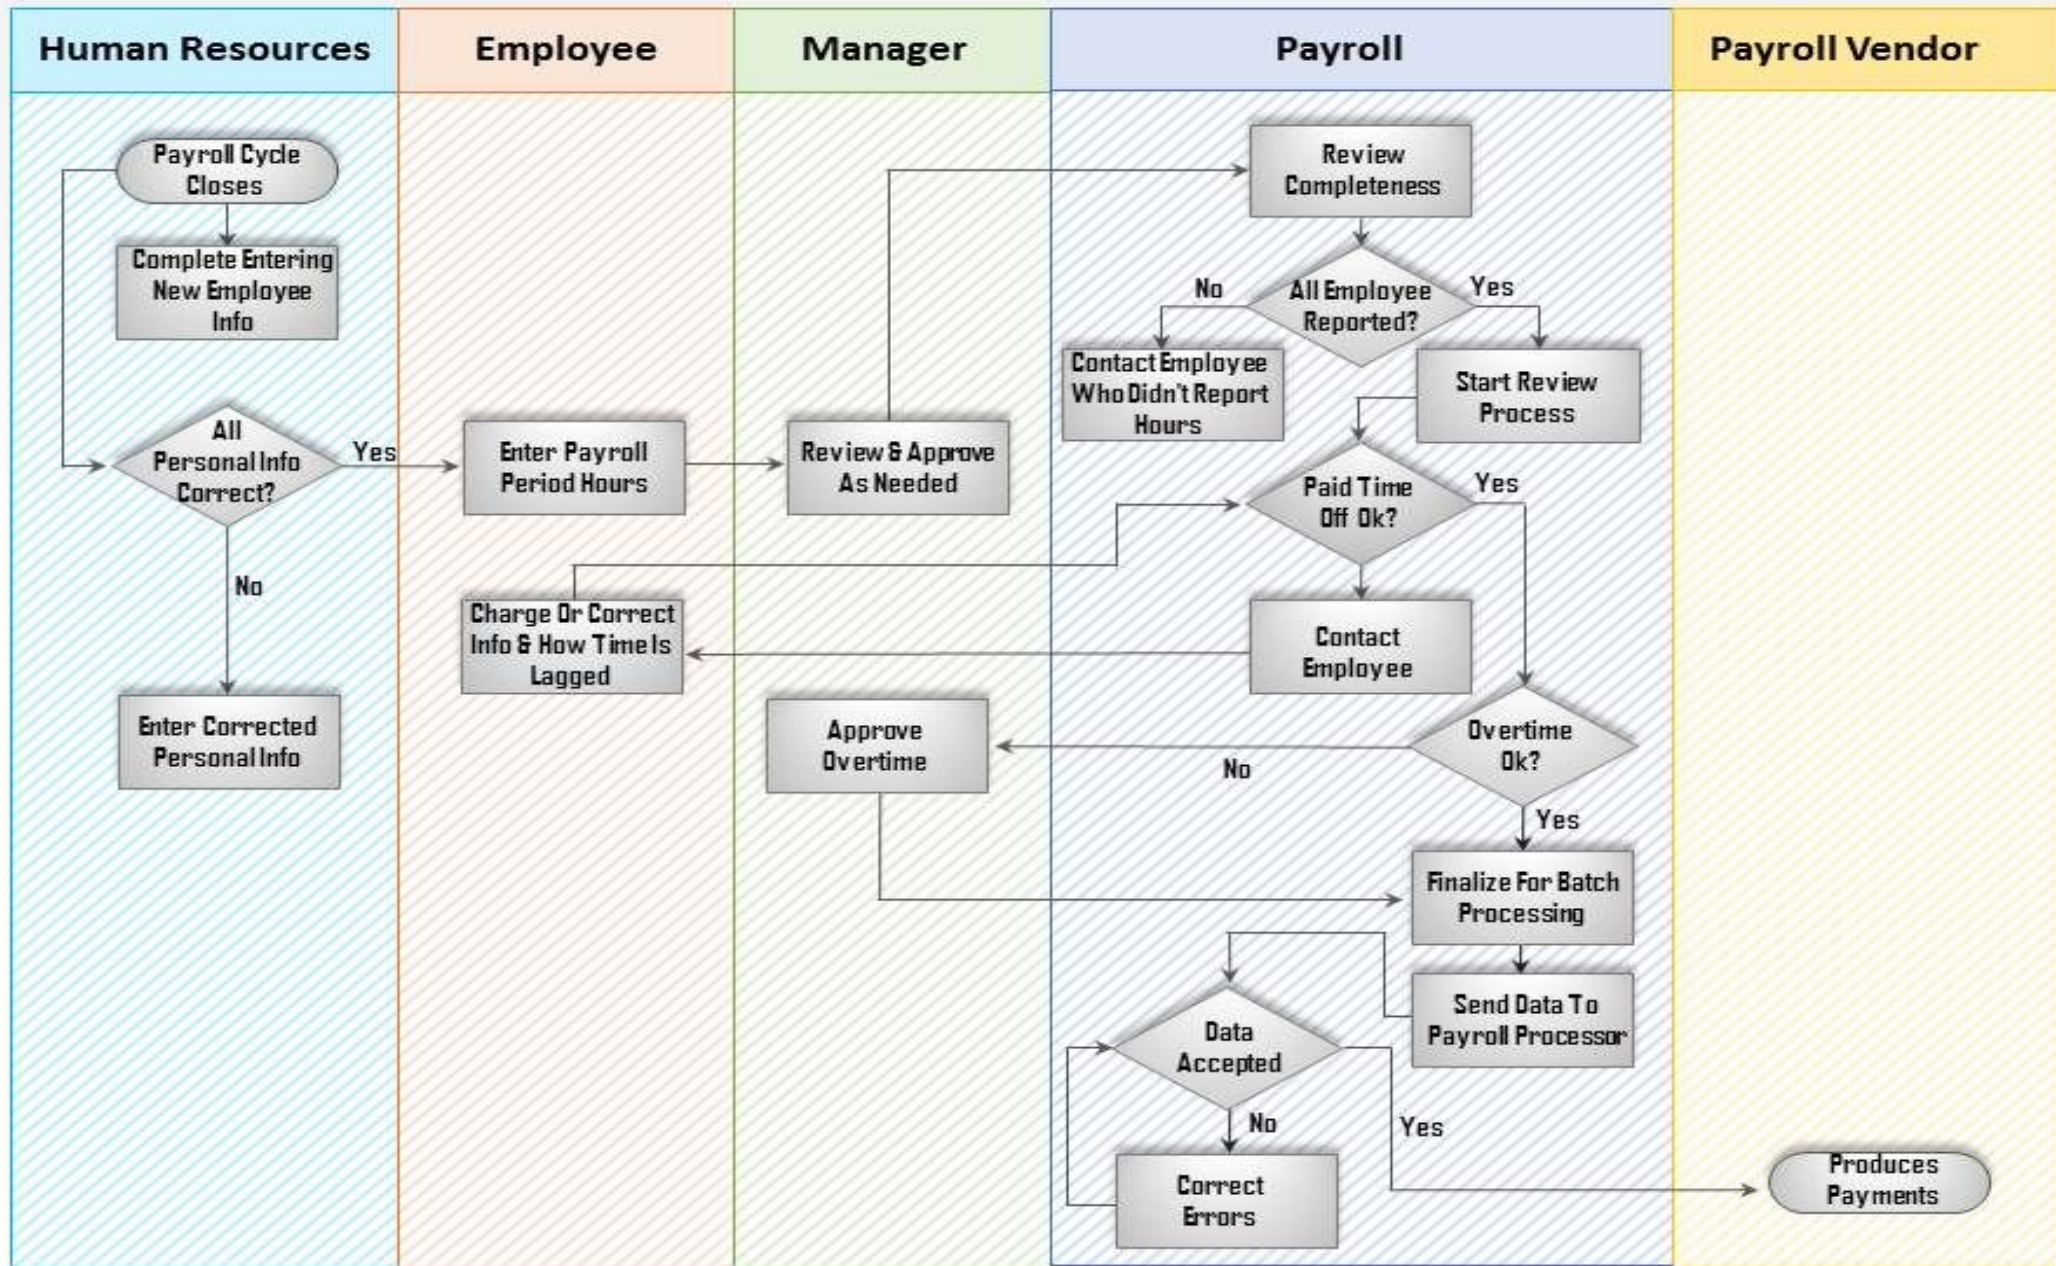 Human Resources
Employee
Manager
Payroll
Payroll Vendor
Payroll Cycle
Closes
Complete Entering
New Employee
Info
All
Personal Info
Correct?
Yes
No
Enter Corrected
Personal Info
Enter Payroll
Period Hours
Charge Or Correct
Info & How Time Is
Lagged
Review & Approve
As Needed
Approve
Overtime
Review
Completeness
All Employee
Reported?
No
Yes
Contact Employee
Who Didn't Report
Hours
Start Review
Process
Paid Time
Off Ok?
Yes
Contact
Employee
Overtime
Ok?
No
Yes
Finalize For Batch
Processing
Send Data To
Payroll Processor
Data
Accepted
No
Yes
Correct
Errors
Produces
Payments